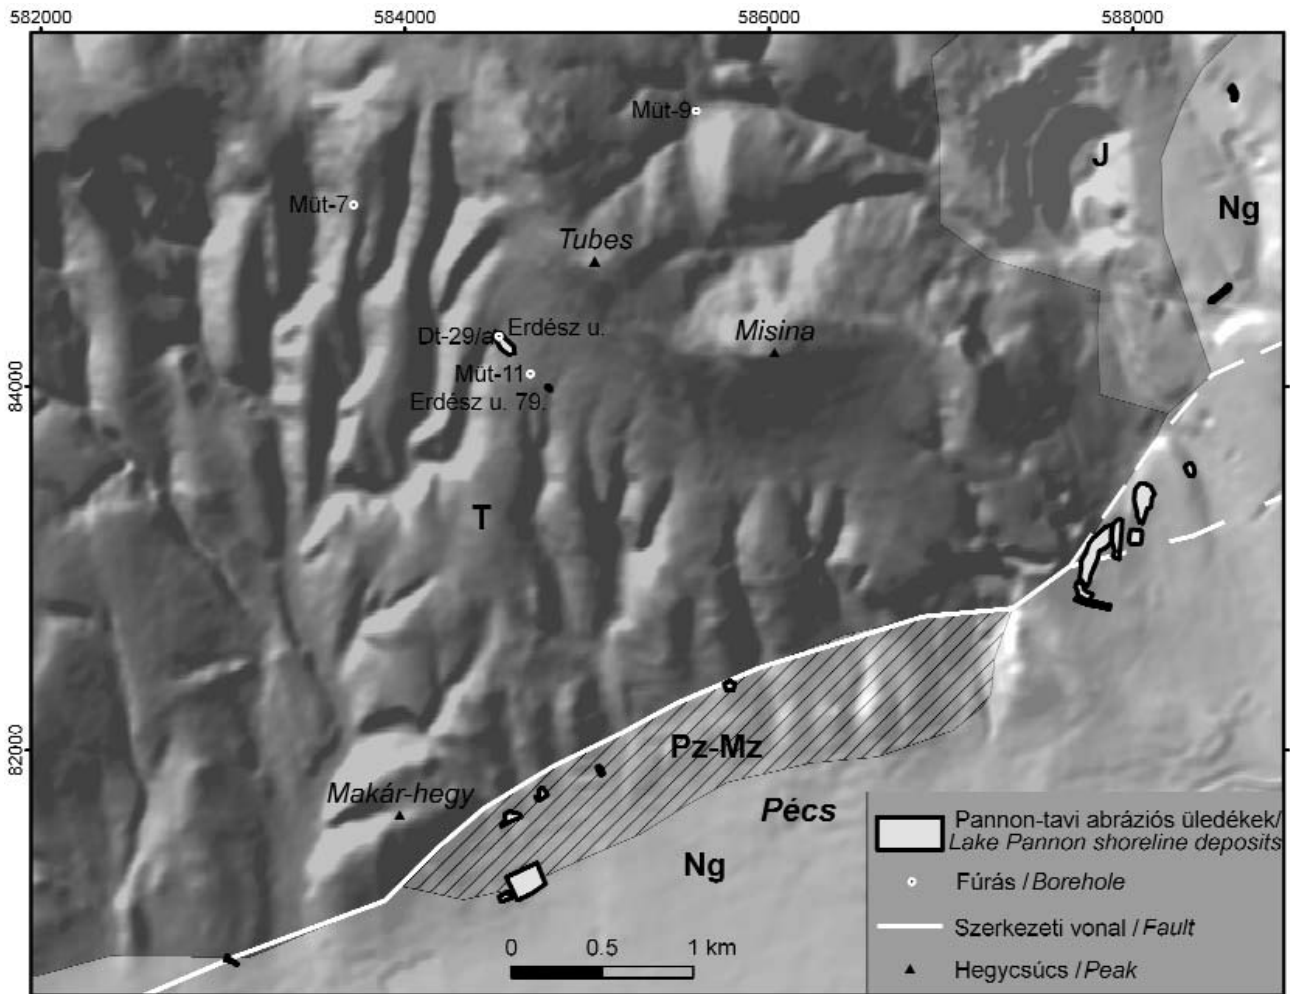 582000 584000 586000 588000
Müt-9
J
Müt-7
Ng
Tubes
Dt-29/a Erdész u.
Misina
Müt-11
84000
Erdész u. 79.
T
82000
Pz-Mz
Makár-hegy
Pécs
Ng
Pannon-tavi abráziós üledékek/
Lake Pannon shoreline deposits
Fúrás / Borehole
Szerkezeti vonal / Fault
Hegycsúcs / Peak
0 0.5 1 km